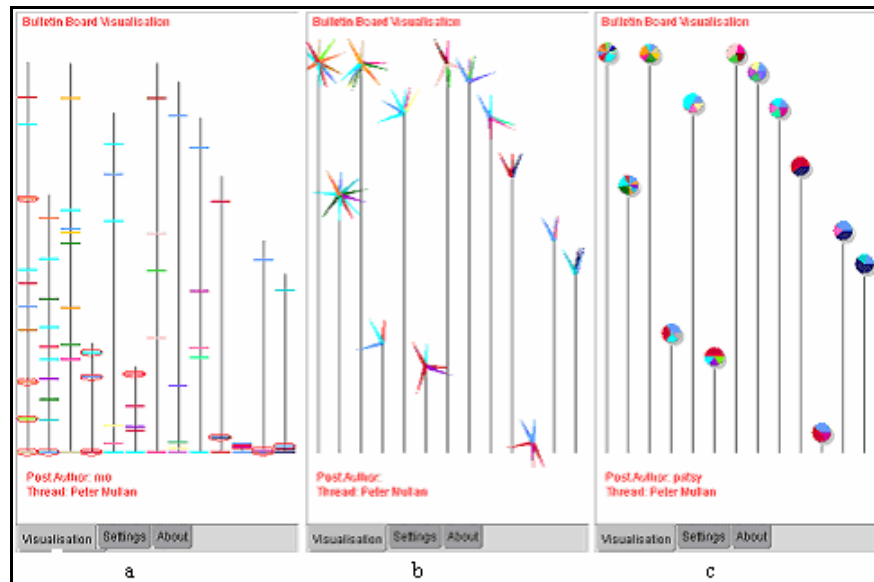 Bulletin Board Visualisation
Post Author: mo
Thread: Peter Mullan
Visualisation Settings About
a
Bulletin Board Visualisation
Post Author:
Thread: Peter Mullan
Visualisation Settings About
b
Bulletin Board Visualisation
Post Author: patsy
Thread: Peter Mullan
Visualisation Settings About
c